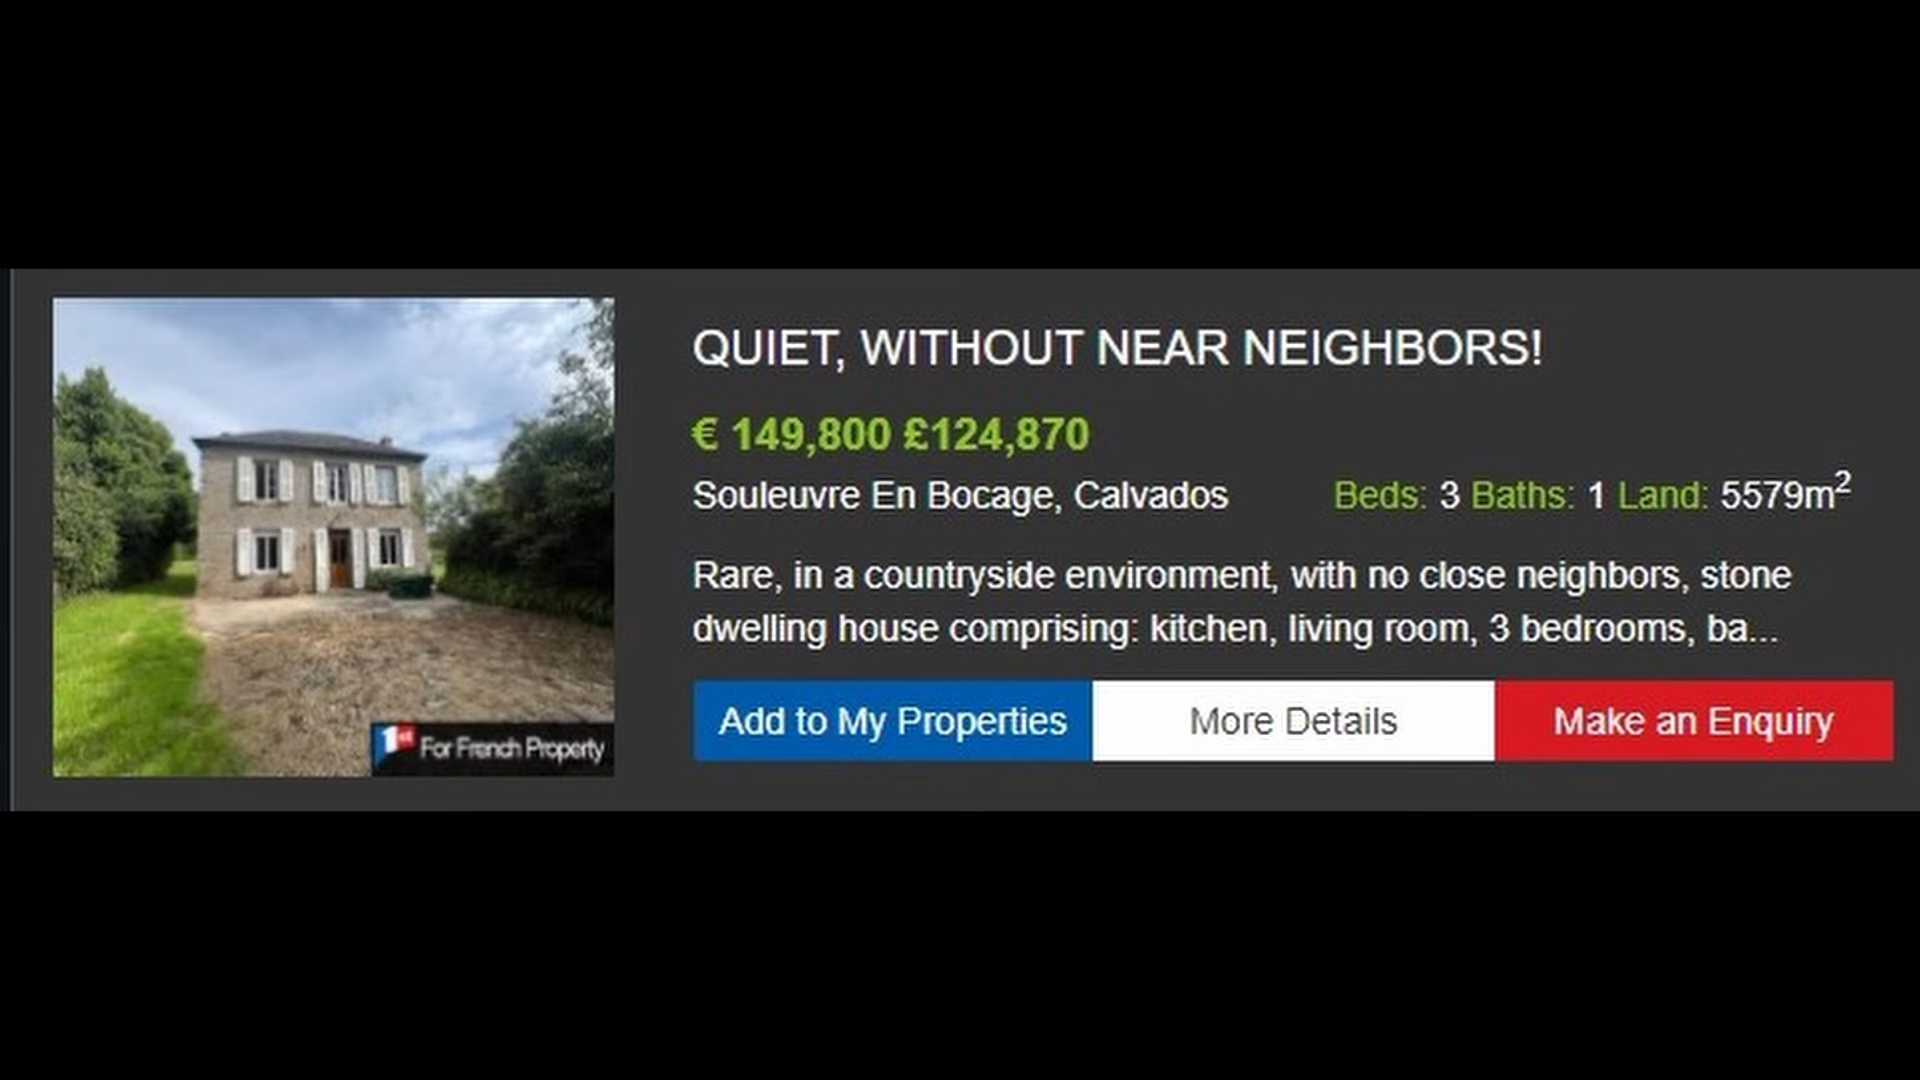 QUIET, WITHOUT NEAR NEIGHBORS!
€ 149,800 £124,870
Souleuvre En Bocage, Calvados Beds: 3 Baths: 1 Land: 5579m²
Rare, in a countryside environment, with no close neighbors, stone
dwelling house comprising: kitchen, living room, 3 bedrooms, ba...
Add to My Properties More Details Make an Enquiry
1st For French Property